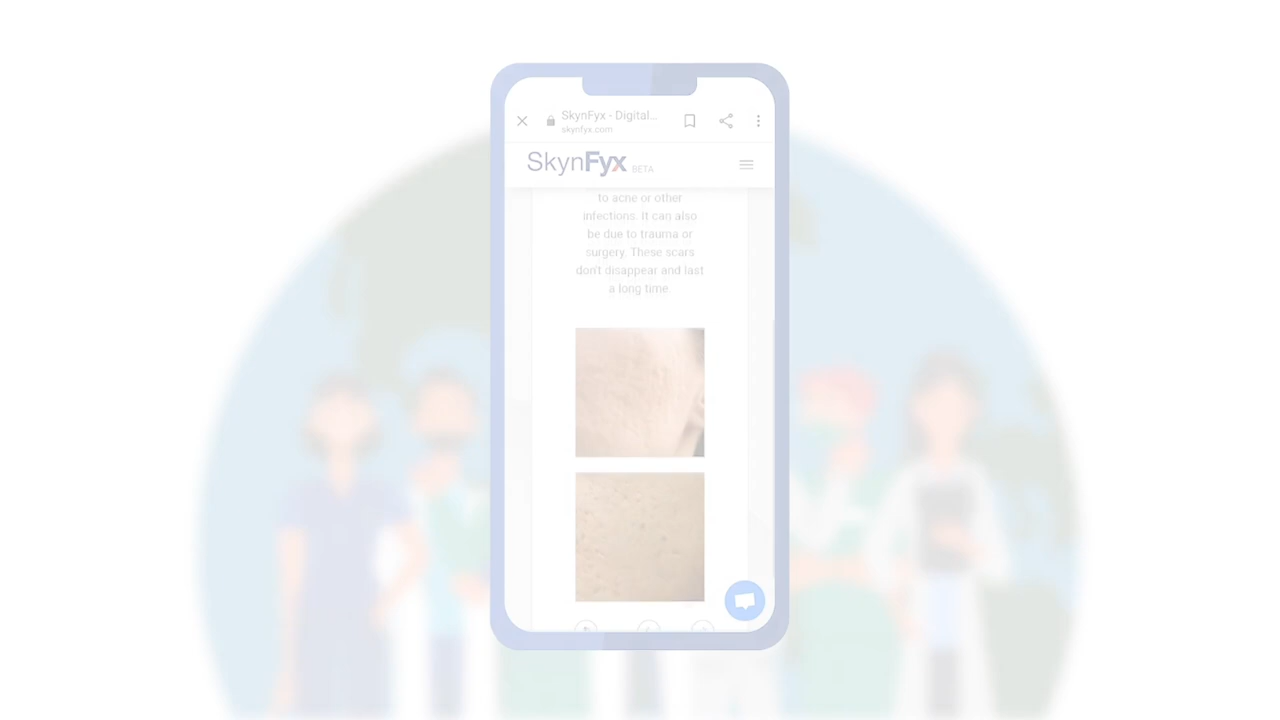 SkynFyx - Digital...
skynfyx.com
SkynFyx BETA
to acne or other
infections. It can also
be due to trauma or
surgery. These scars
don't disappear and last
a long time.